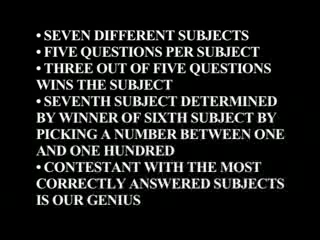 • SEVEN DIFFERENT SUBJECTS
• FIVE QUESTIONS PER SUBJECT
• THREE OUT OF FIVE QUESTIONS
WINS THE SUBJECT
• SEVENTH SUBJECT DETERMINED
BY WINNER OF SIXTH SUBJECT BY
PICKING A NUMBER BETWEEN ONE
AND ONE HUNDRED
• CONTESTANT WITH THE MOST
CORRECTLY ANSWERED SUBJECTS
IS OUR GENIUS